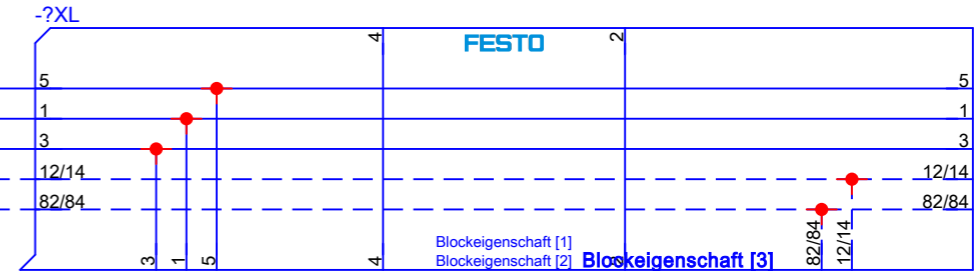 -?XL
4 FESTO 2
5 5
1 1
3 3
12/14 12/14
82/84 82/84
Blockeigenschaft [1]
3 1 5 4 Blockeigenschaft [2] Blockeigenschaft [3] 82/84 12/14